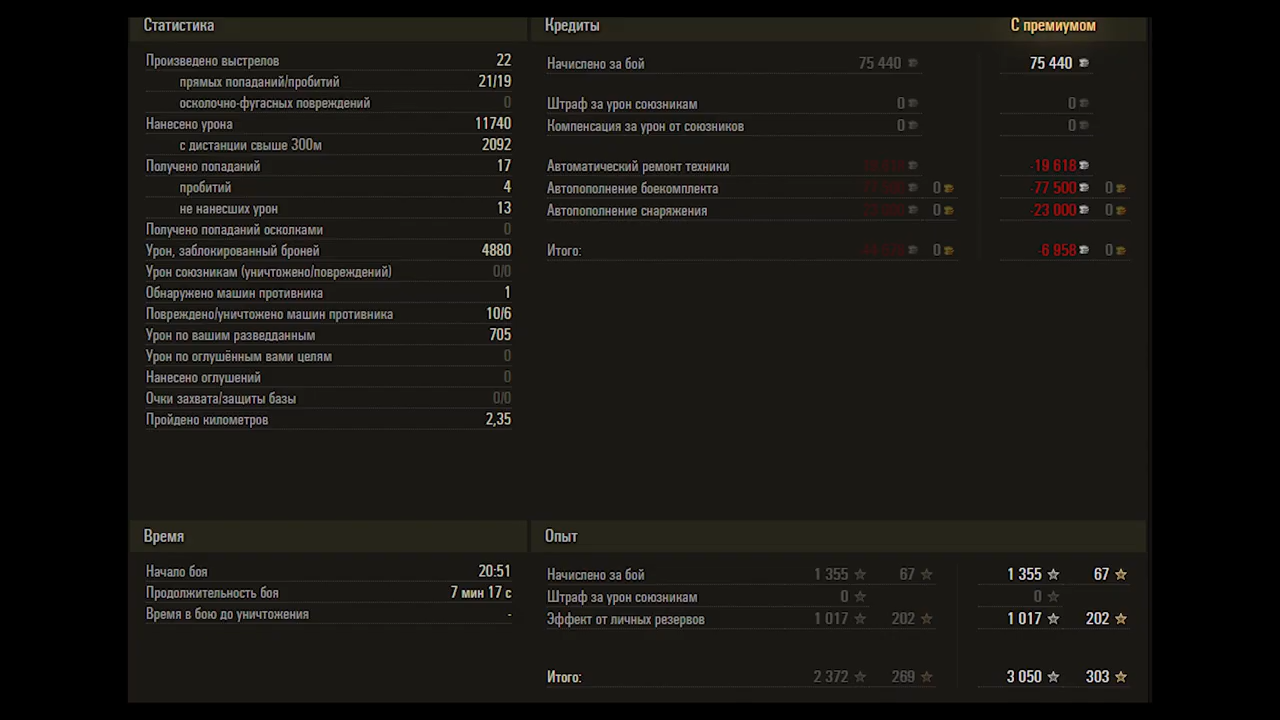 Статистика
Произведено выстрелов 22
прямых попаданий/пробитий 21/19
осколочно-фугасных повреждений 0
Нанесено урона 11740
с дистанции свыше 300м 2092
Получено попаданий 17
пробитий 4
не нанесших урон 13
Получено попаданий осколками 0
Урон, заблокированный броней 4880
Урон союзникам (уничтожено/повреждений) 0/0
Обнаружено машин противника 1
Повреждено/уничтожено машин противника 10/6
Урон по вашим разведданным 705
Урон по оглушённым вами целям 0
Нанесено оглушений 0
Очки захвата/защиты базы 0/0
Пройдено километров 2,35
Кредиты С премиумом
Начислено за бой 75 440 75 440
Штраф за урон союзникам 0 0
Компенсация за урон от союзников 0 0
Автоматический ремонт техники -19 618
Автопополнение боекомплекта 0 -77 500 0
Автопополнение снаряжения 0 -23 000 0
Итого: 0 -6 958 0
Время
Начало боя 20:51
Продолжительность боя 7 мин 17 с
Время в бою до уничтожения -
Опыт
Начислено за бой 1 355 67 1 355 67
Штраф за урон союзникам 0 0
Эффект от личных резервов 1 017 202 1 017 202
Итого: 2 372 269 3 050 303